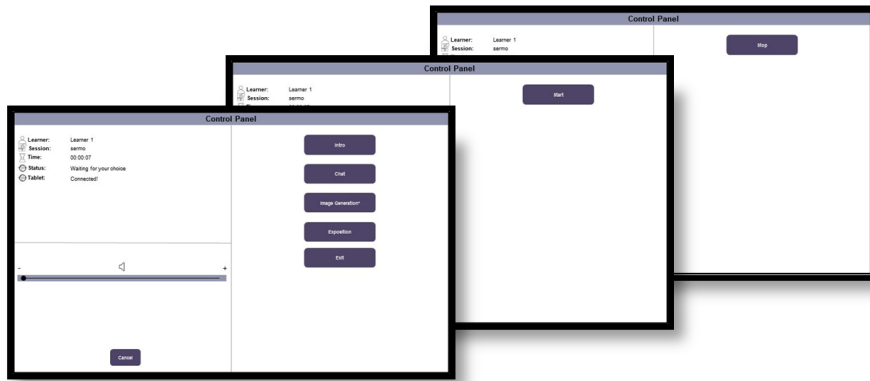 Control Panel
Learner: Learner 1
Session: sermo
Stop
Control Panel
Learner: Learner 1
Session: sermo
Start
Control Panel
Learner: Learner 1
Session: sermo
Time: 00:00:07
Status: Waiting for your choice
Tablet: Connected!
- +
Cancel
Intro
Chat
Image Generation*
Exposition
Exit